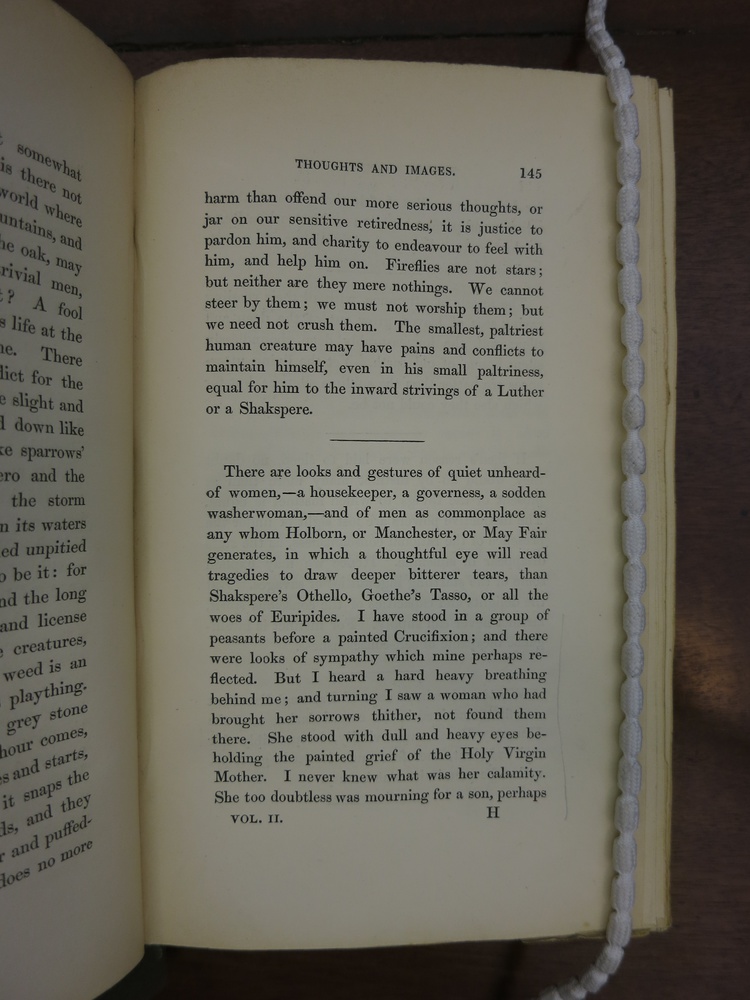 somewhat
is there not
world where
untains, and
he oak, may
rivial men,
? A fool
s life at the
ne. There
lict for the
e slight and
d down like
ke sparrows'
ero and the
the storm
n its waters
ed unpitied
o be it: for
nd the long
and license
e creatures,
weed is an
plaything.
grey stone
hour comes,
s and starts,
it snaps the
ds, and they
r and puffed-
does no more
THOUGHTS AND IMAGES. 145
harm than offend our more serious thoughts, or
jar on our sensitive retiredness, it is justice to
pardon him, and charity to endeavour to feel with
him, and help him on. Fireflies are not stars;
but neither are they mere nothings. We cannot
steer by them; we must not worship them; but
we need not crush them. The smallest, paltriest
human creature may have pains and conflicts to
maintain himself, even in his small paltriness,
equal for him to the inward strivings of a Luther
or a Shakspere.
There are looks and gestures of quiet unheard-
of women,—a housekeeper, a governess, a sodden
washerwoman,—and of men as commonplace as
any whom Holborn, or Manchester, or May Fair
generates, in which a thoughtful eye will read
tragedies to draw deeper bitterer tears, than
Shakspere's Othello, Goethe's Tasso, or all the
woes of Euripides. I have stood in a group of
peasants before a painted Crucifixion; and there
were looks of sympathy which mine perhaps re-
flected. But I heard a hard heavy breathing
behind me; and turning I saw a woman who had
brought her sorrows thither, not found them
there. She stood with dull and heavy eyes be-
holding the painted grief of the Holy Virgin
Mother. I never knew what was her calamity.
She too doubtless was mourning for a son, perhaps
VOL. II. H